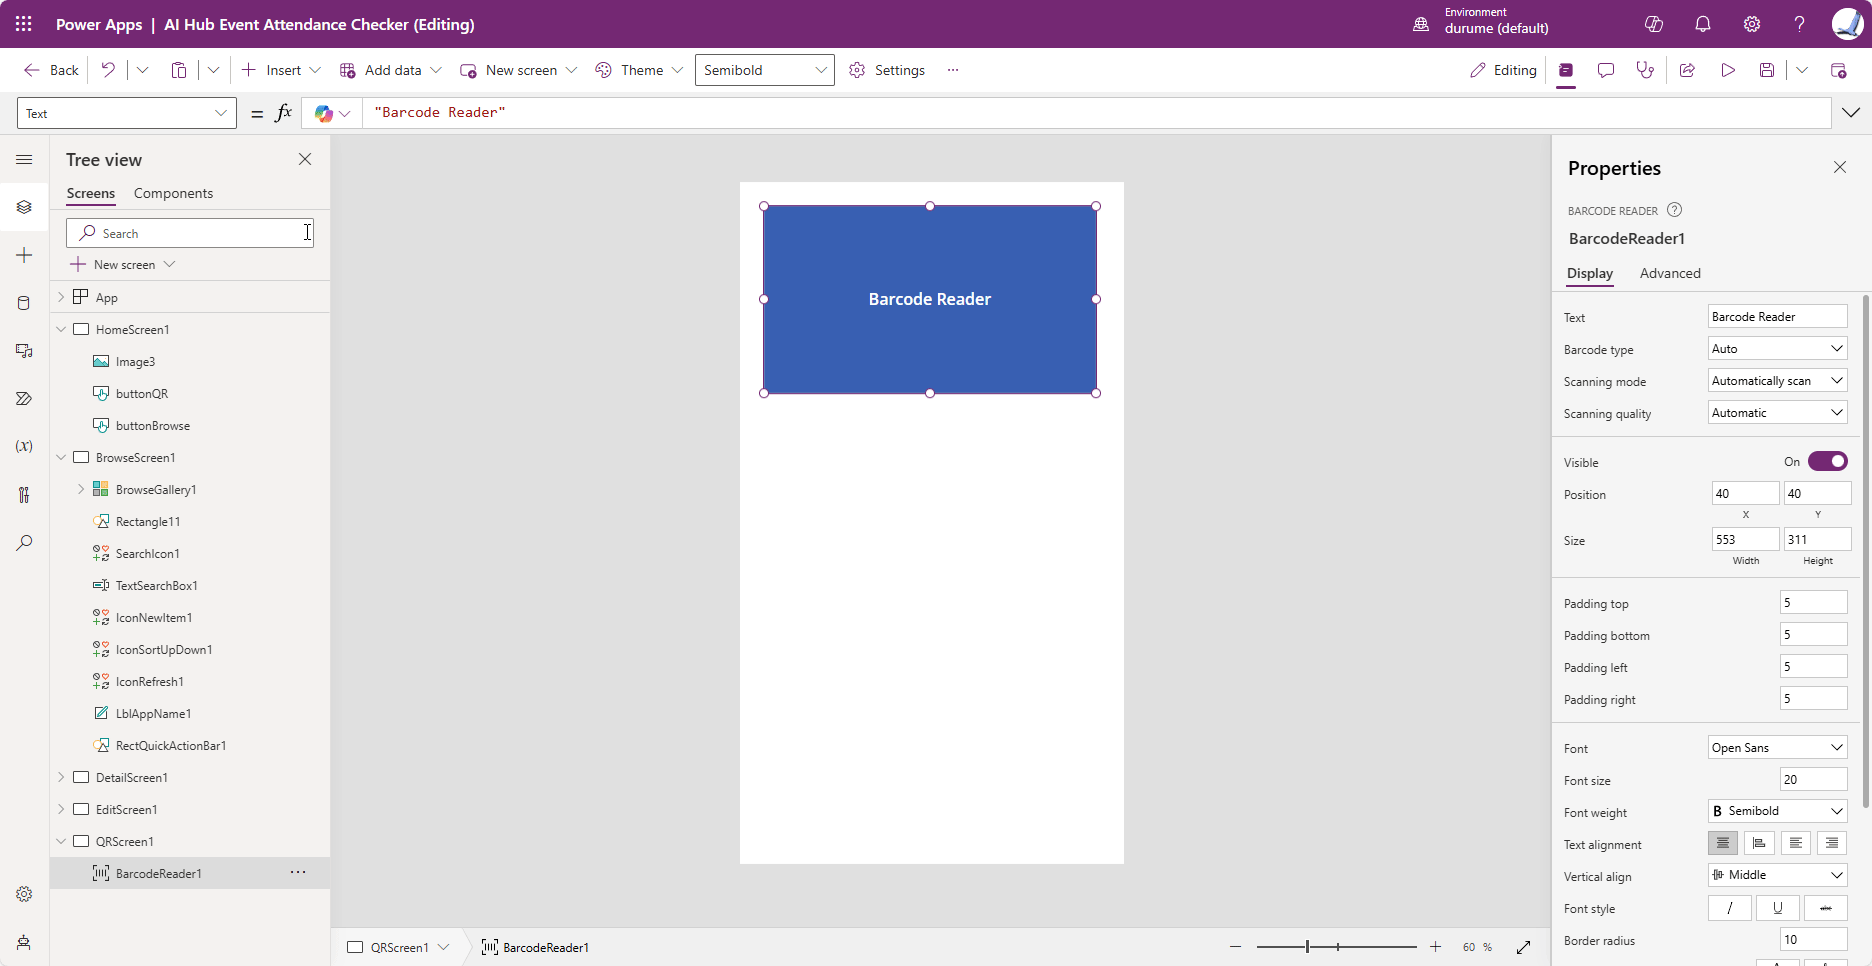 Power Apps | AI Hub Event Attendance Checker (Editing)
Environment
durume (default)
Back
Insert
Add data
New screen
Theme
Semibold
Settings
Editing
Text
= fx
"Barcode Reader"
Tree view
Screens
Components
Search
New screen
App
HomeScreen1
Image3
buttonQR
buttonBrowse
BrowseScreen1
BrowseGallery1
Rectangle11
SearchIcon1
TextSearchBox1
IconNewItem1
IconSortUpDown1
IconRefresh1
LblAppName1
RectQuickActionBar1
DetailScreen1
EditScreen1
QRScreen1
BarcodeReader1
(x)
Barcode Reader
QRScreen1
BarcodeReader1
60 %
Properties
BARCODE READER
BarcodeReader1
Display
Advanced
Text Barcode Reader
Barcode type Auto
Scanning mode Automatically scan
Scanning quality Automatic
Visible On
Position 40 40
X Y
Size 553 311
Width Height
Padding top 5
Padding bottom 5
Padding left 5
Padding right 5
Font Open Sans
Font size 20
Font weight B Semibold
Text alignment
Vertical align Middle
Font style / U abc
Border radius 10